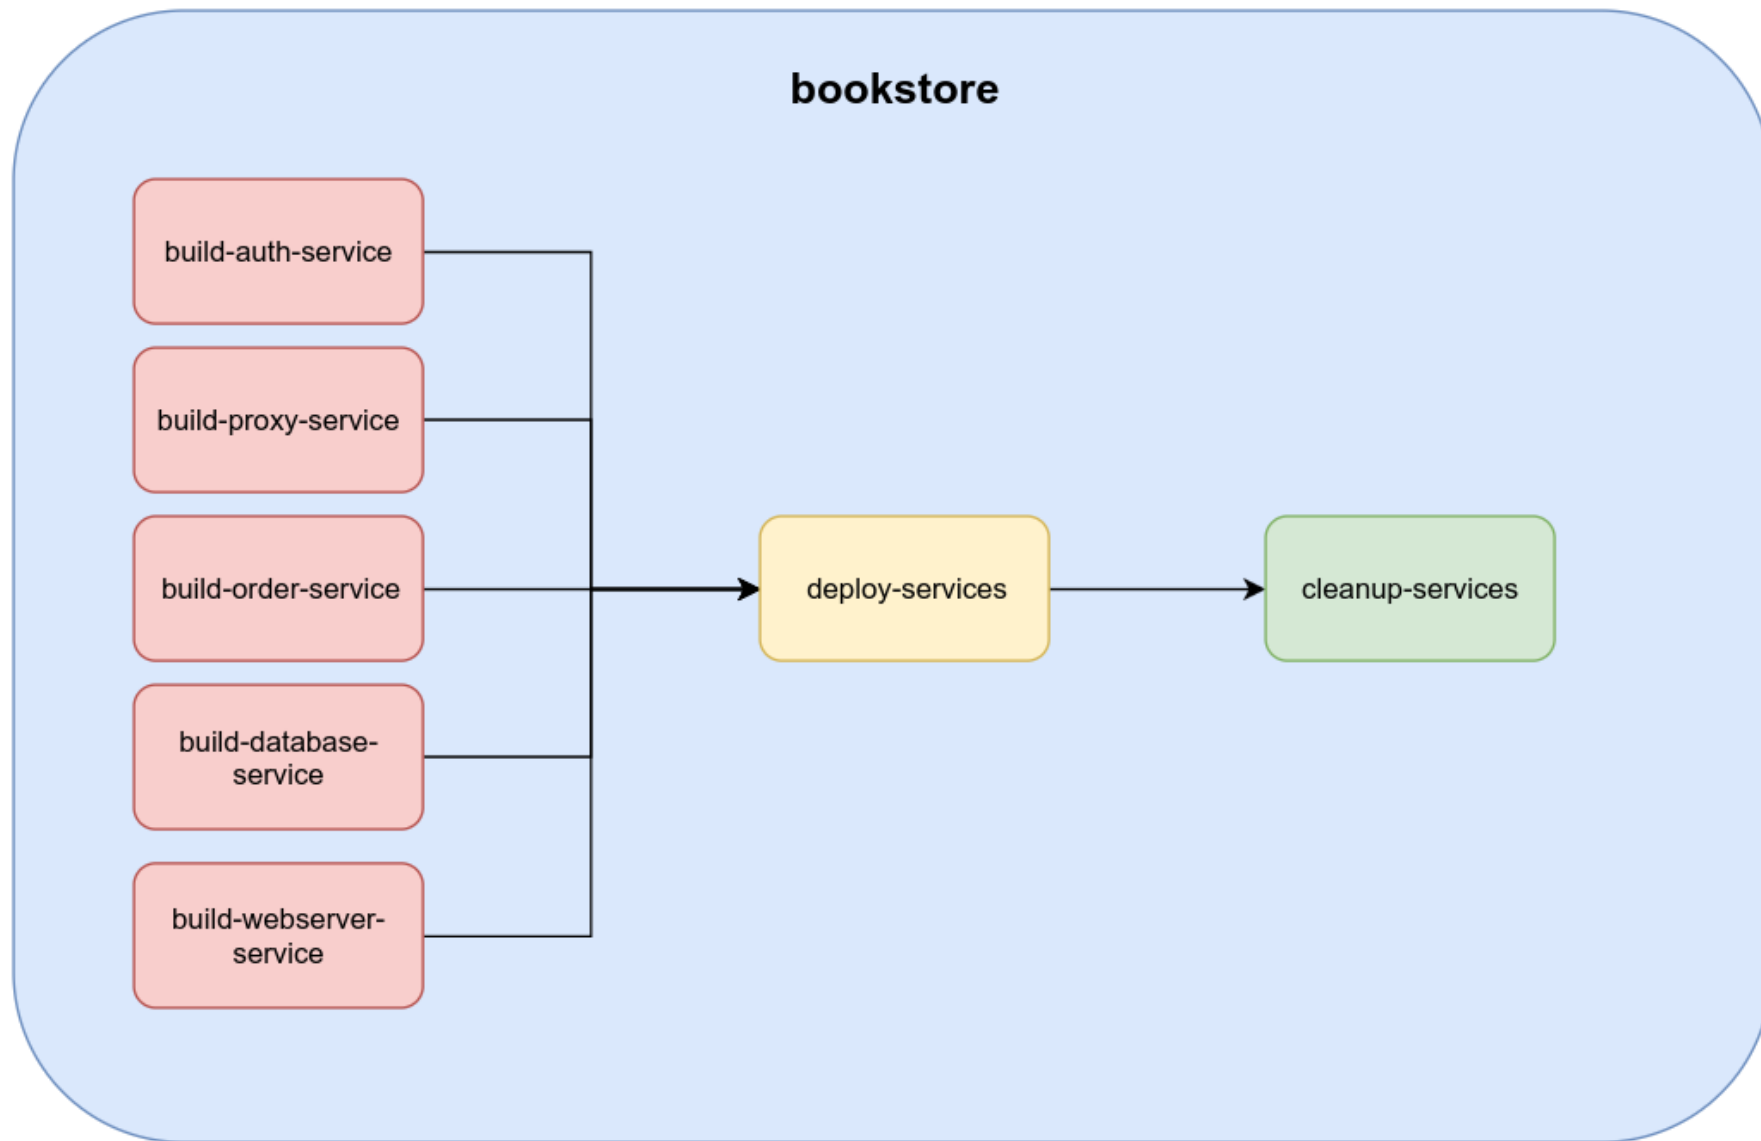 bookstore
build-auth-service
build-proxy-service
build-order-service
build-database-
service
build-webserver-
service
deploy-services
cleanup-services